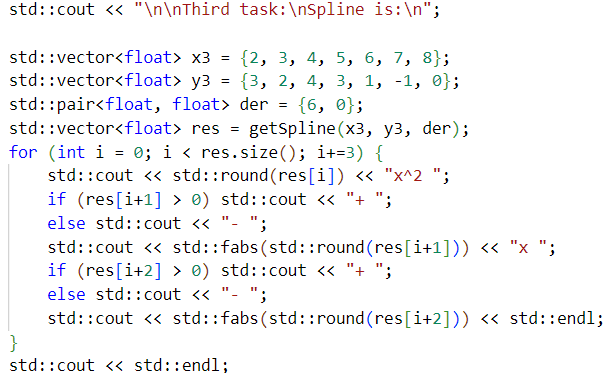 std::cout << "\n\nThird task:\nSpline is:\n";
std::vector<float> x3 = {2, 3, 4, 5, 6, 7, 8};
std::vector<float> y3 = {3, 2, 4, 3, 1, -1, 0};
std::pair<float, float> der = {6, 0};
std::vector<float> res = getSpline(x3, y3, der);
for (int i = 0; i < res.size(); i+=3) {
    std::cout << std::round(res[i]) << "x^2 ";
    if (res[i+1] > 0) std::cout << "+ ";
    else std::cout << "- ";
    std::cout << std::fabs(std::round(res[i+1])) << "x ";
    if (res[i+2] > 0) std::cout << "+ ";
    else std::cout << "- ";
    std::cout << std::fabs(std::round(res[i+2])) << std::endl;
}
std::cout << std::endl;